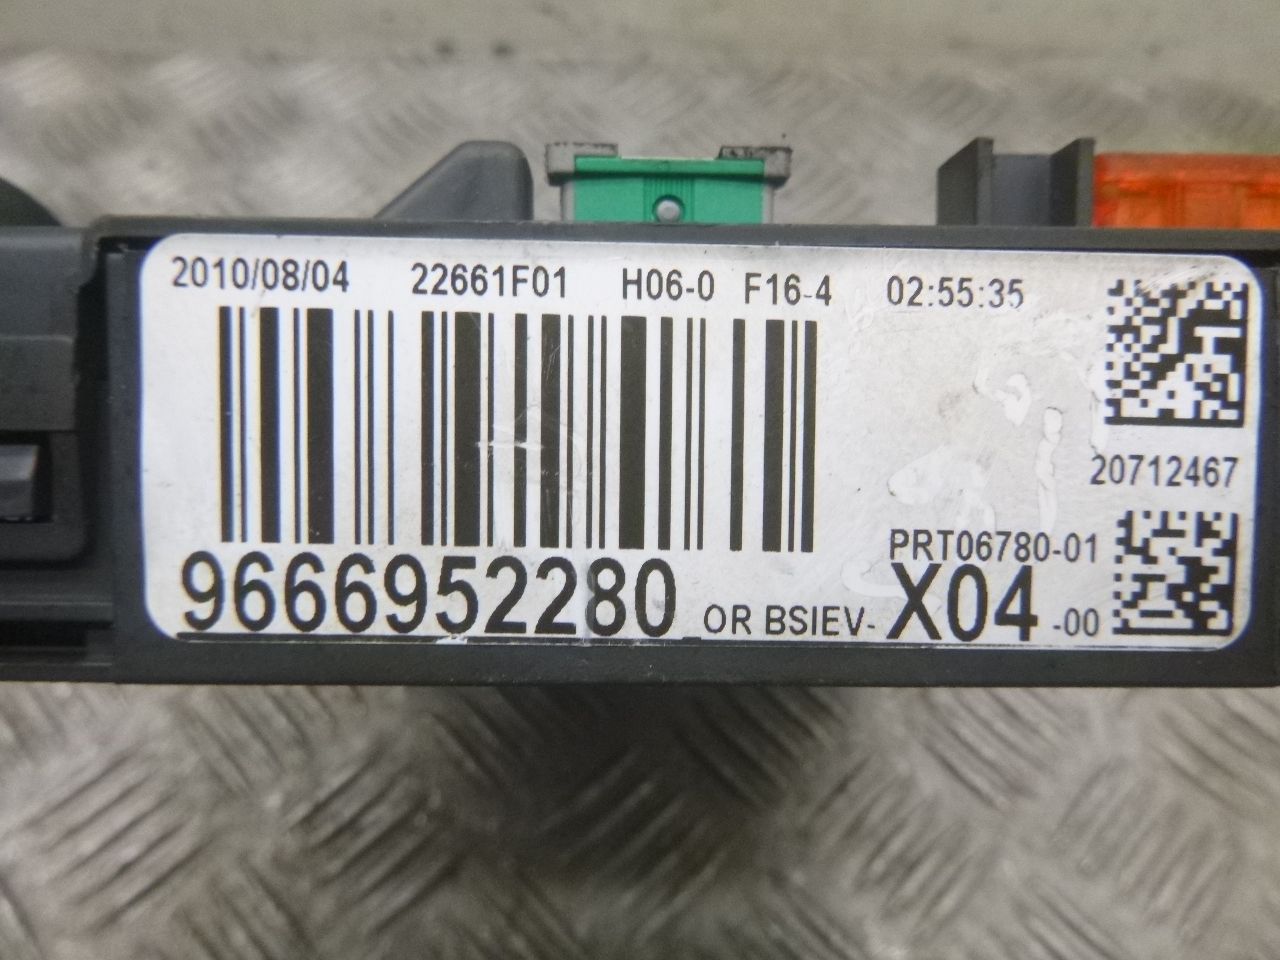 2010/08/04 22661F01 H06-0 F16-4 02:55:35
20712467
PRT06780-01
9666952280 OR BSIEV- X04 -00